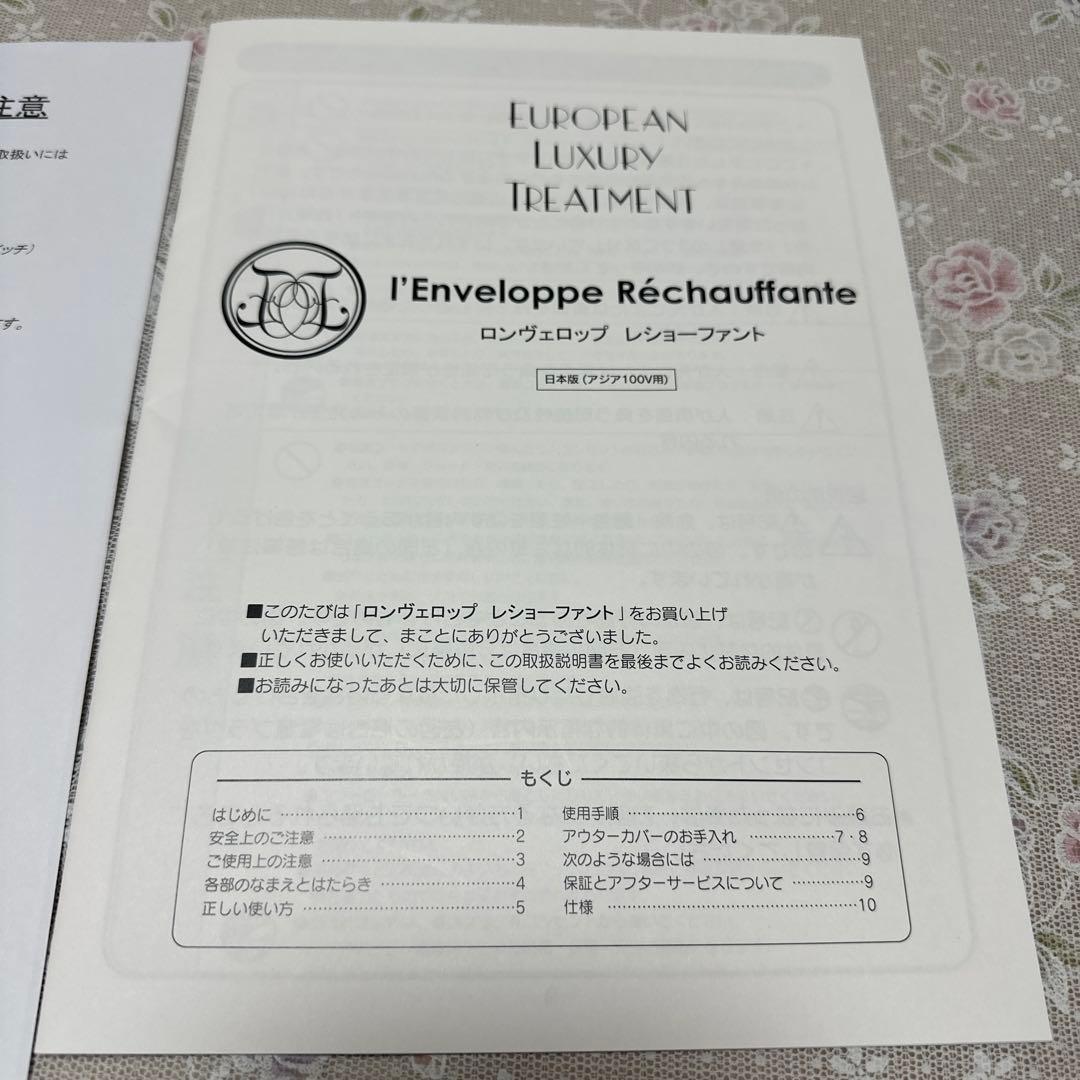 注意
取扱いには
ッチ）
す。
EUROPEAN
LUXURY
TREATMENT
l'Enveloppe Réchauffante
ロンヴェロップ レショーファント
日本版（アジア100V用）
■このたびは「ロンヴェロップ レショーファント」をお買い上げ
いただきまして、まことにありがとうございました。
■正しくお使いいただくために、この取扱説明書を最後までよくお読みください。
■お読みになったあとは大切に保管してください。
もくじ
はじめに ……………………………1
安全上のご注意 ……………………2
ご使用上の注意 ……………………3
各部のなまえとはたらき ……………4
正しい使い方 ………………………5
使用手順 ……………………………6
アウターカバーのお手入れ …………7・8
次のような場合には …………………9
保証とアフターサービスについて ………9
仕様 …………………………………10